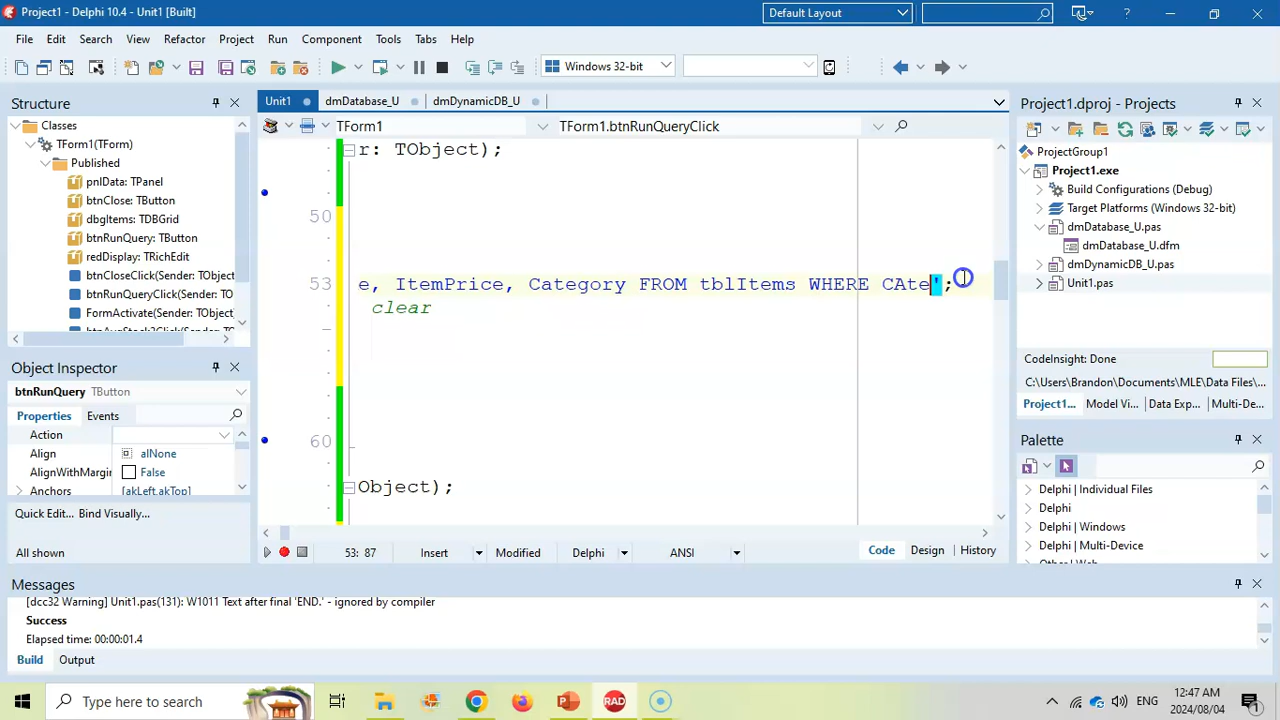 Project1 - Delphi 10.4 - Unit1 [Built]
Default Layout
File Edit Search View Refactor Project Run Component Tools Tabs Help
Windows 32-bit
Structure
Classes
TForm1(TForm)
Published
pnlData: TPanel
btnClose: TButton
dbgItems: TDBGrid
btnRunQuery: TButton
redDisplay: TRichEdit
btnCloseClick(Sender: TObject
btnRunQueryClick(Sender: TO
FormActivate(Sender: TObject
Object Inspector
btnRunQuery TButton
Properties Events
Action
Align alNone
AlignWithMargin False
Anchors [akLeft,akTop]
Quick Edit... Bind Visually...
All shown
Unit1 dmDatabase_U dmDynamicDB_U
TForm1 TForm1.btnRunQueryClick
r: TObject);
50
53 e, ItemPrice, Category FROM tblItems WHERE CAte';
clear
60
Object);
53: 87 Insert Modified Delphi ANSI Code Design History
Project1.dproj - Projects
ProjectGroup1
Project1.exe
Build Configurations (Debug)
Target Platforms (Windows 32-bit)
dmDatabase_U.pas
dmDatabase_U.dfm
dmDynamicDB_U.pas
Unit1.pas
CodeInsight: Done
C:\Users\Brandon\Documents\MLE\Data Files\...
Project1... Model Vi... Data Exp... Multi-De...
Palette
Delphi | Individual Files
Delphi
Delphi | Windows
Delphi | Multi-Device
Messages
[dcc32 Warning] Unit1.pas(131): W1011 Text after final 'END.' - ignored by compiler
Success
Elapsed time: 00:00:01.4
Build Output
Type here to search
RAD
ENG
12:47 AM
2024/08/04